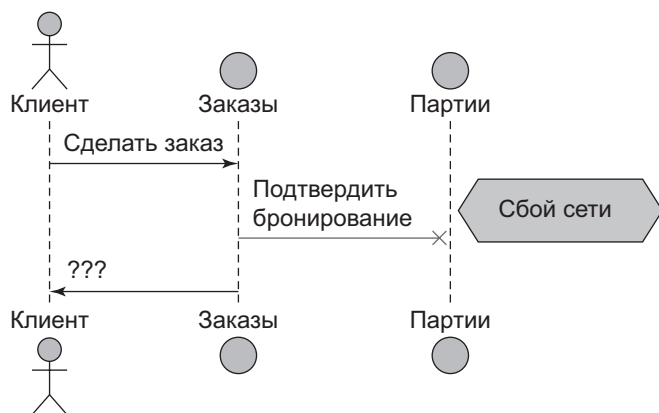 Клиент
Заказы
Партии
Сделать заказ
Подтвердить
бронирование
Сбой сети
???
Клиент
Заказы
Партии